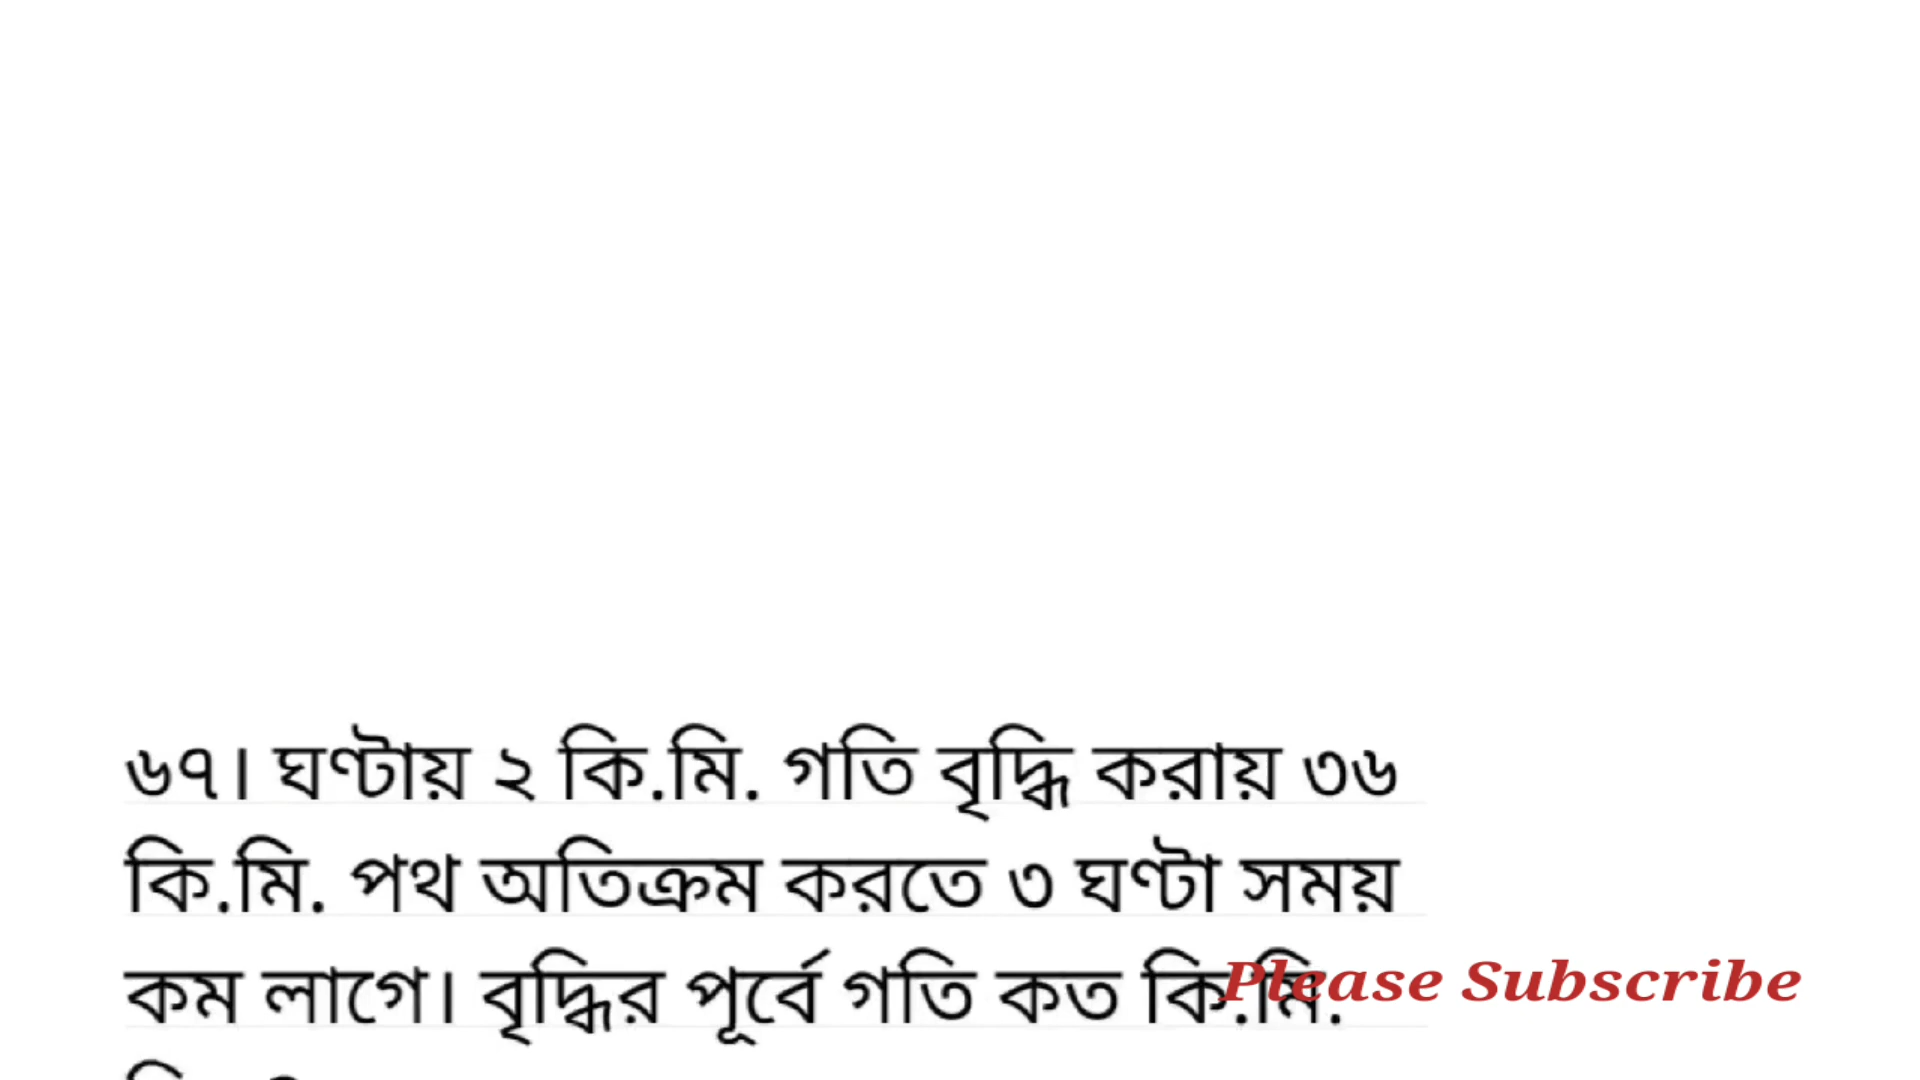 ৬৭। ঘণ্টায় ২ কি.মি. গতি বৃদ্ধি করায় ৩৬
কি.মি. পথ অতিক্রম করতে ৩ ঘণ্টা সময়
কম লাগে। বৃদ্ধির পূর্বে গতি কত কি.মি.
Please Subscribe